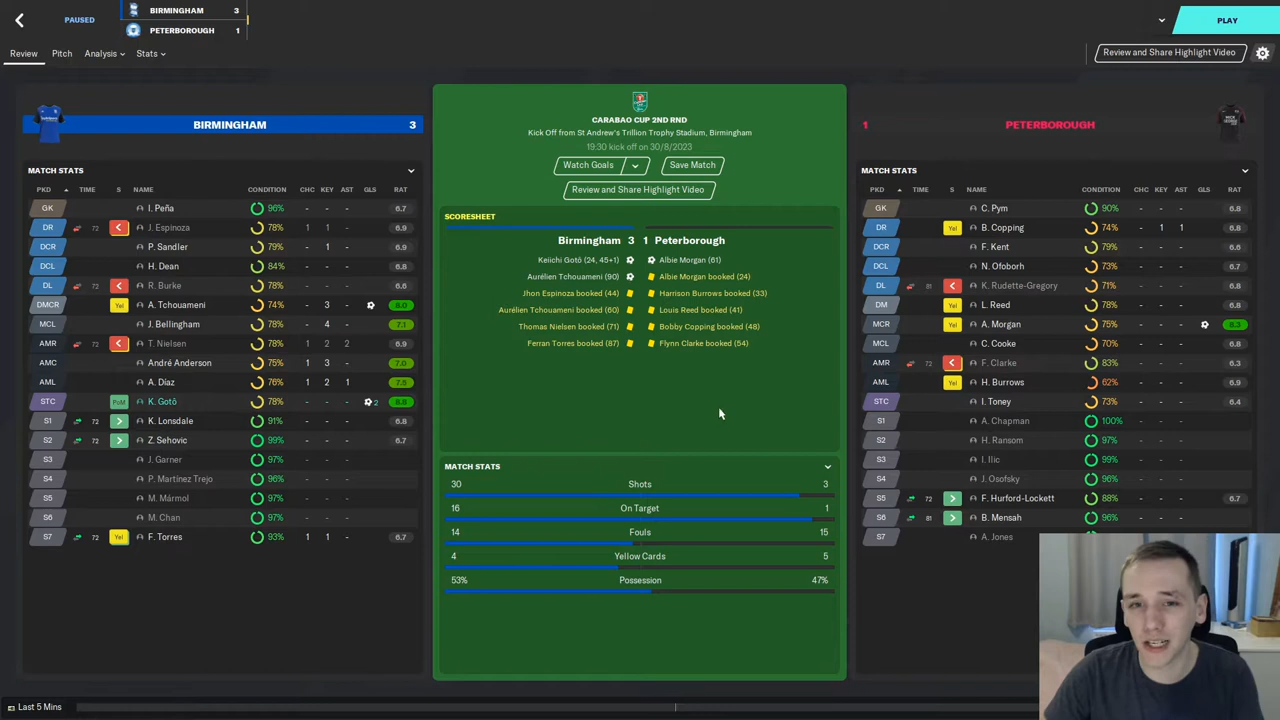 PAUSED
BIRMINGHAM 3
PETERBOROUGH 1
PLAY
Review Pitch Analysis Stats
Review and Share Highlight Video
BIRMINGHAM 3
MATCH STATS
PKD TIME S NAME CONDITION CHC KEY AST GLS RAT
GK I. Peña 96% - - - 6.7
DR 72 J. Espinoza 78% 1 1 - 6.9
DCR P. Sandler 79% - - - 6.9
DCL H. Dean 84% - - - 6.8
DL 72 R. Burke 78% - - - 6.6
DMCR Yel A. Tchouameni 74% - 3 - 8.0
MCL J. Bellingham 78% - 4 - 7.1
AMR 72 T. Nielsen 78% 1 2 2 6.9
AMC André Anderson 75% 1 3 - 7.0
AML A. Díaz 76% 1 2 1 7.5
STC PoM K. Gotô 78% - - - 2 8.8
S1 72 K. Lonsdale 91% - - - 6.8
S2 72 Z. Sehovic 99% - - - 6.7
S3 J. Garner 97%
S4 P. Martínez Trejo 96%
S5 M. Mármol 97%
S6 M. Chan 97%
S7 72 Yel F. Torres 93% 1 1 - 6.7
CARABAO CUP 2ND RND
Kick Off from St Andrew's Trillion Trophy Stadium, Birmingham
19:30 kick off on 30/8/2023
Watch Goals Save Match
Review and Share Highlight Video
SCORESHEET
Birmingham 3 1 Peterborough
Keiichi Gotô (24, 45+1) Albie Morgan (61)
Aurélien Tchouameni (90) Albie Morgan booked (24)
Jhon Espinoza booked (44) Harrison Burrows booked (33)
Aurélien Tchouameni booked (60) Louis Reed booked (41)
Thomas Nielsen booked (71) Bobby Copping booked (48)
Ferran Torres booked (87) Flynn Clarke booked (54)
MATCH STATS
30 Shots 3
16 On Target 1
14 Fouls 15
4 Yellow Cards 5
53% Possession 47%
1 PETERBOROUGH
MATCH STATS
PKD TIME S NAME CONDITION CHC KEY AST GLS RAT
GK C. Pym 90% - - - 6.8
DR Yel B. Copping 74% - 1 1 6.8
DCR F. Kent 79% - - - 6.6
DCL N. Ofoborh 73% - - - 6.8
DL 81 K. Rudette-Gregory 71% - - - 6.8
DM Yel L. Reed 78% - - - 6.8
MCR Yel A. Morgan 75% - - - 8.3
MCL C. Cooke 70% - - - 6.8
AMR 72 F. Clarke 83% - - - 6.3
AML Yel H. Burrows 62% - - - 6.9
STC I. Toney 73% - - - 6.4
S1 A. Chapman 100%
S2 H. Ransom 97%
S3 I. Ilic 99%
S4 J. Osofsky 96%
S5 72 F. Hurford-Lockett 88% - - - 6.7
S6 81 B. Mensah 96% - - -
S7 A. Jones
Last 5 Mins